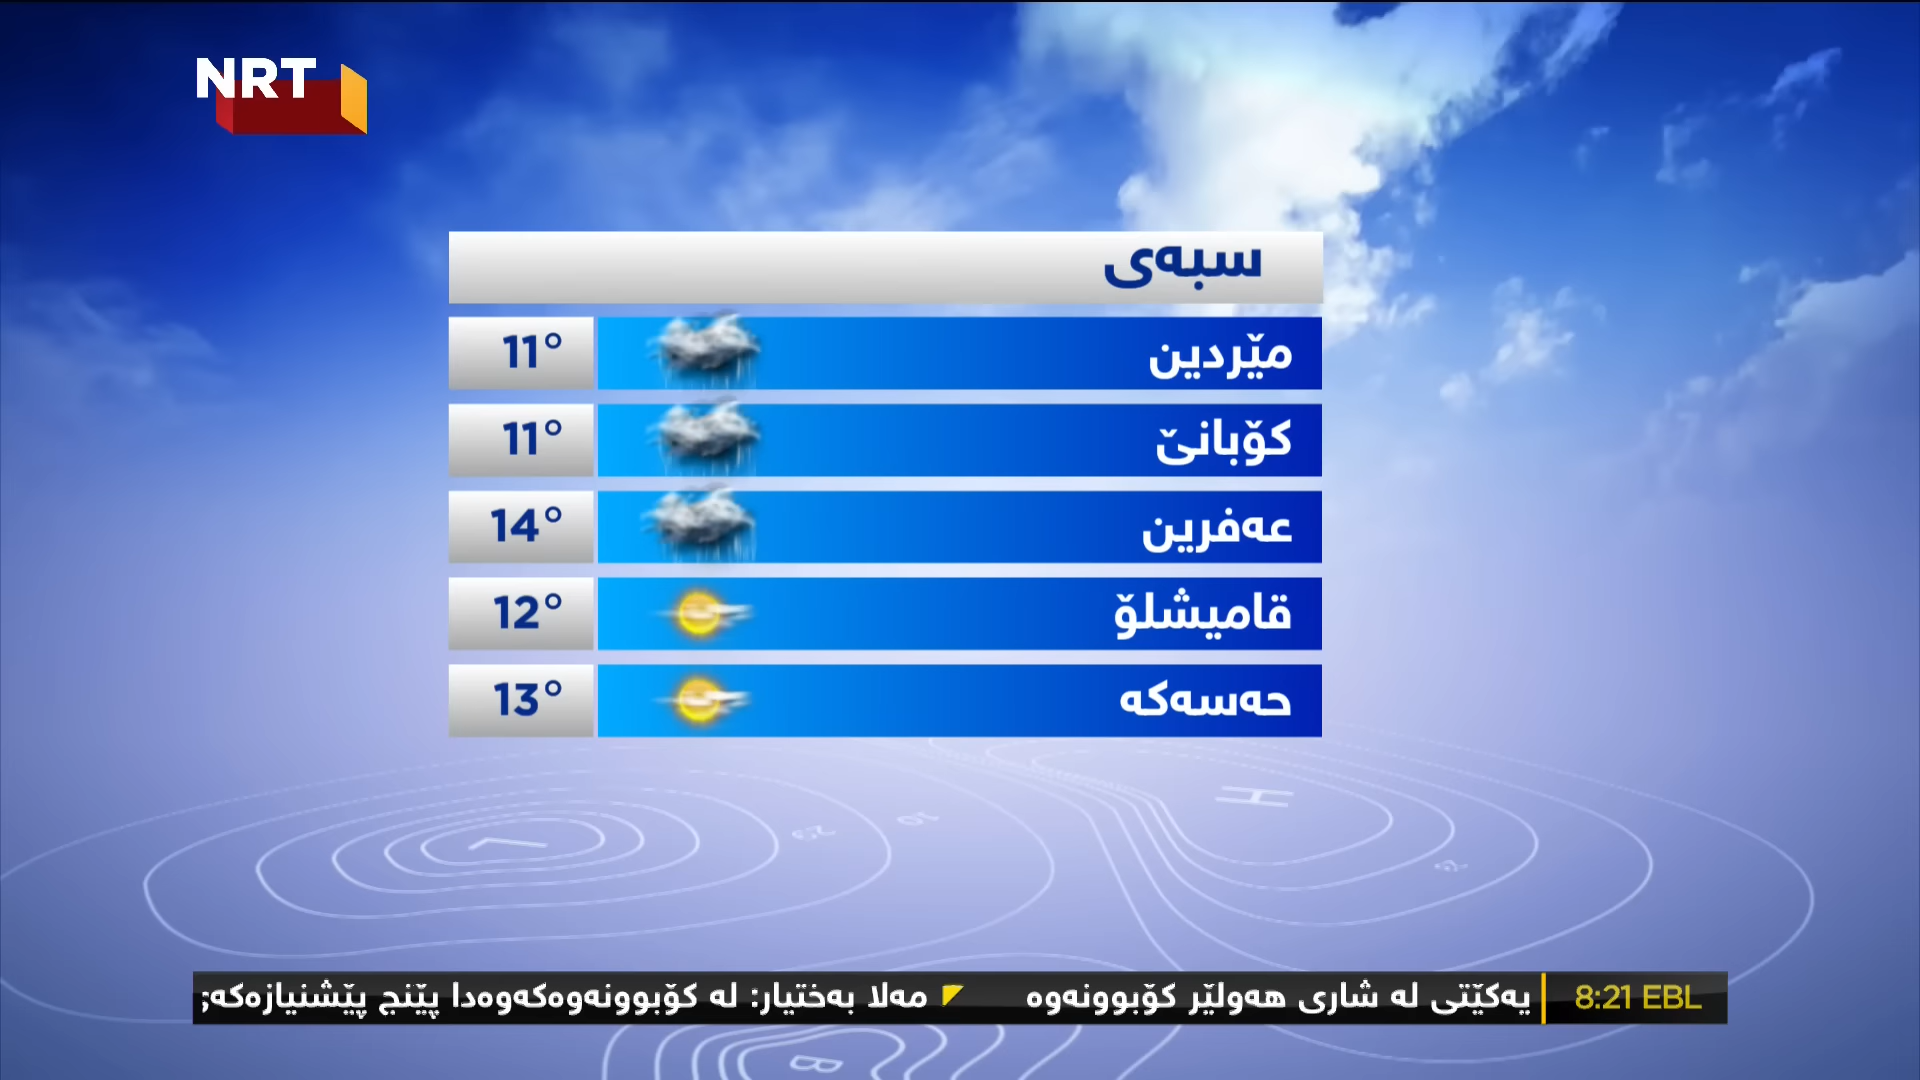 NRT
سبەی
مێردین 11°
کۆبانێ 11°
عەفرین 14°
قامیشلۆ 12°
حەسەکە 13°
H
8:21 EBL
یەکێتی لە شاری هەولێر کۆبوونەوە
مەلا بەختیار: لە کۆبوونەوەکەوەدا پێنج پێشنیازەکە